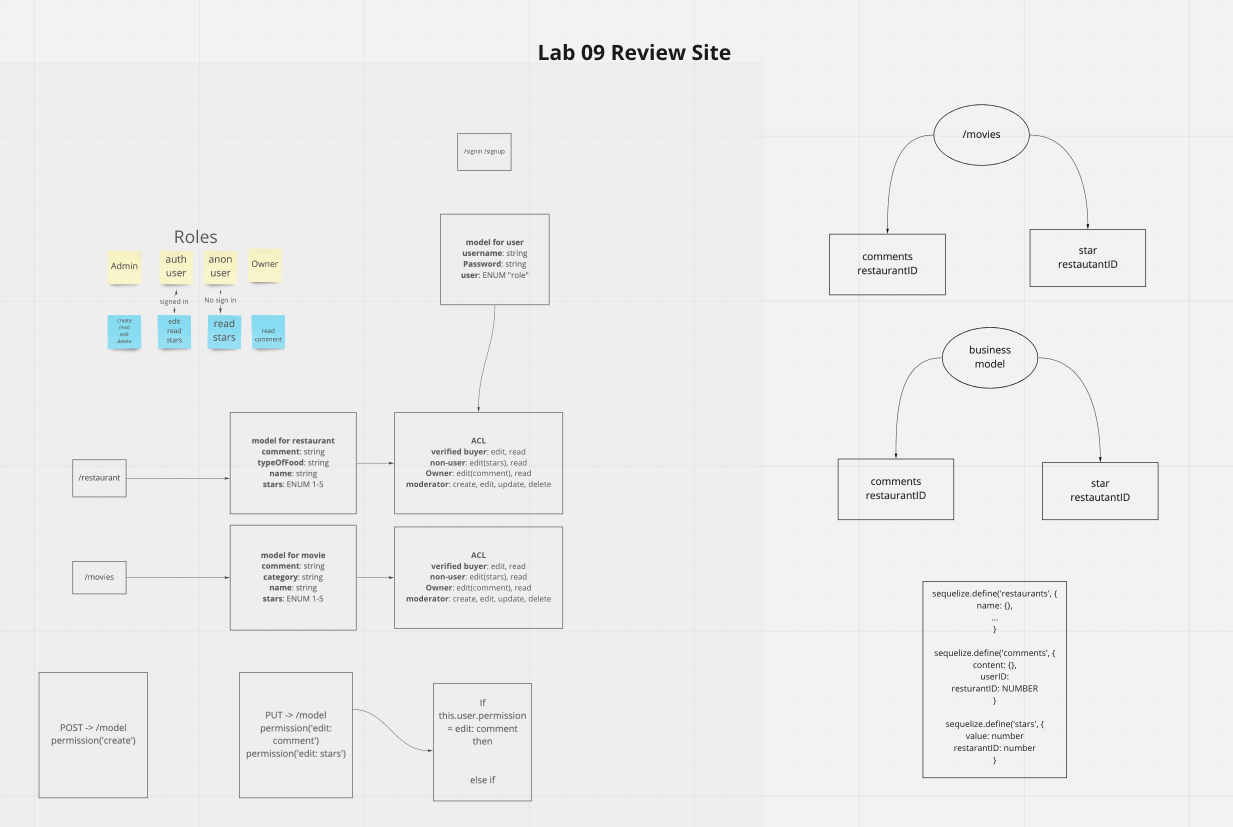 Lab 09 Review Site
/signin /signup
model for user
username: string
Password: string
user: ENUM "role"
Roles
Admin
auth
user
anon
user
Owner
signed in
No sign in
create
read
edit
delete
edit
read
stars
read
stars
read
comment
/restaurant
model for restaurant
comment: string
typeOfFood: string
name: string
stars: ENUM 1-5
ACL
verified buyer: edit, read
non-user: edit(stars), read
Owner: edit(comment), read
moderator: create, edit, update, delete
/movies
model for movie
comment: string
category: string
name: string
stars: ENUM 1-5
ACL
verified buyer: edit, read
non-user: edit(stars), read
Owner: edit(comment), read
moderator: create, edit, update, delete
POST -> /model
permission('create')
PUT -> /model
permission('edit:
comment')
permission('edit: stars')
If
this.user.permission
= edit: comment
then
else if
/movies
comments
restaurantID
star
restautantID
business
model
comments
restaurantID
star
restautantID
sequelize.define('restaurants', {
name: {},
...
}
sequelize.define('comments', {
content: {},
userID:
resturantID: NUMBER
}
sequelize.define('stars', {
value: number
restarantID: number
}